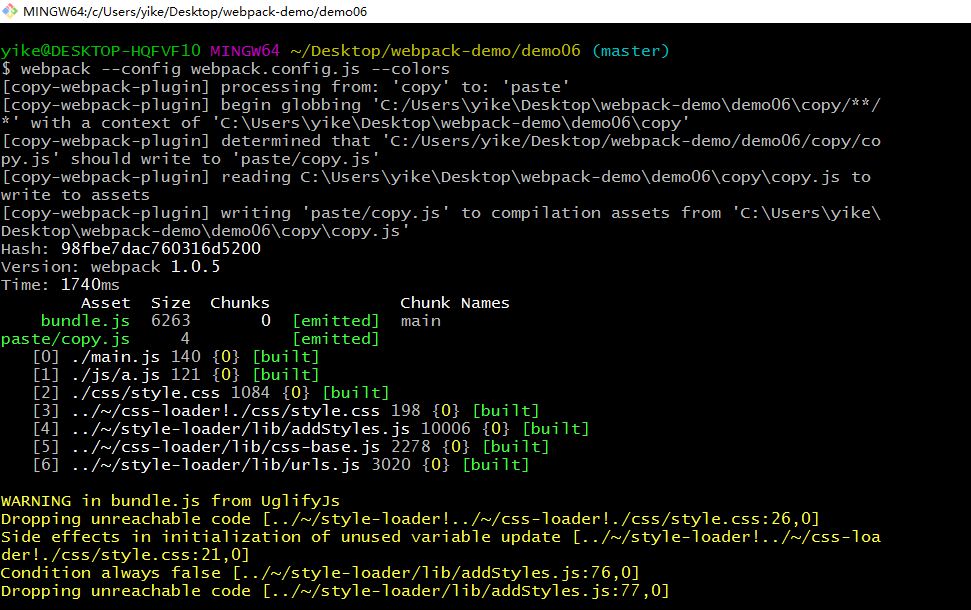 MINGW64:/c/Users/yike/Desktop/webpack-demo/demo06
yike@DESKTOP-HQFVF10 MINGW64 ~/Desktop/webpack-demo/demo06 (master)
$ webpack --config webpack.config.js --colors
[copy-webpack-plugin] processing from: 'copy' to: 'paste'
[copy-webpack-plugin] begin globbing 'C:/Users\yike\Desktop\webpack-demo\demo06\copy/**/
*' with a context of 'C:\Users\yike\Desktop\webpack-demo\demo06\copy'
[copy-webpack-plugin] determined that 'C:/Users/yike/Desktop/webpack-demo/demo06/copy/co
py.js' should write to 'paste/copy.js'
[copy-webpack-plugin] reading C:\Users\yike\Desktop\webpack-demo\demo06\copy\copy.js to
write to assets
[copy-webpack-plugin] writing 'paste/copy.js' to compilation assets from 'C:\Users\yike\
Desktop\webpack-demo\demo06\copy\copy.js'
Hash: 98fbe7dac760316d5200
Version: webpack 1.0.5
Time: 1740ms
Asset Size Chunks Chunk Names
bundle.js 6263 0 [emitted] main
paste/copy.js 4 [emitted]
[0] ./main.js 140 {0} [built]
[1] ./js/a.js 121 {0} [built]
[2] ./css/style.css 1084 {0} [built]
[3] ../~/css-loader!./css/style.css 198 {0} [built]
[4] ../~/style-loader/lib/addStyles.js 10006 {0} [built]
[5] ../~/css-loader/lib/css-base.js 2278 {0} [built]
[6] ../~/style-loader/lib/urls.js 3020 {0} [built]
WARNING in bundle.js from UglifyJs
Dropping unreachable code [../~/style-loader!../~/css-loader!./css/style.css:26,0]
Side effects in initialization of unused variable update [../~/style-loader!../~/css-loa
der!./css/style.css:21,0]
Condition always false [../~/style-loader/lib/addStyles.js:76,0]
Dropping unreachable code [../~/style-loader/lib/addStyles.js:77,0]